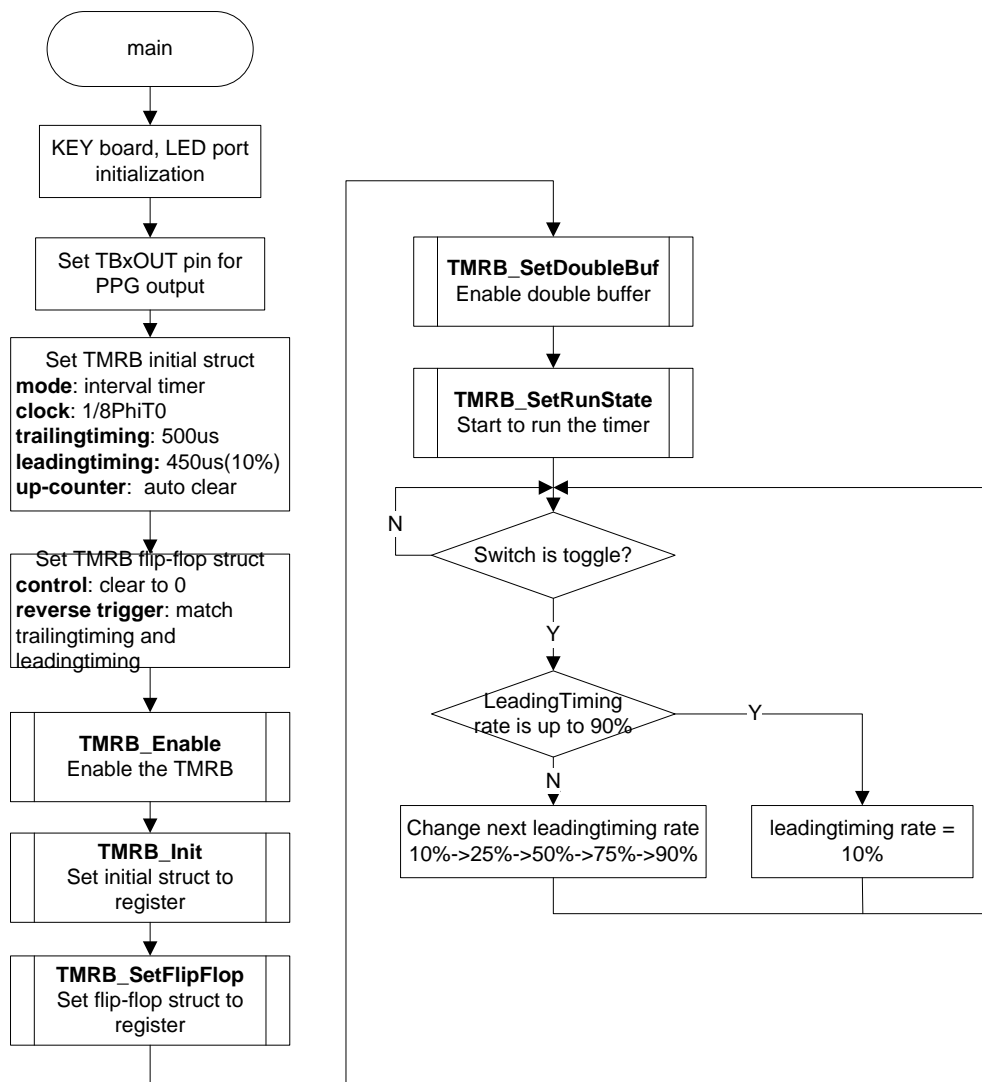 main
KEY board, LED port
initialization
Set TBxOUT pin for
PPG output
Set TMRB initial struct
mode: interval timer
clock: 1/8PhiT0
trailingtiming: 500us
leadingtiming: 450us(10%)
up-counter: auto clear
Set TMRB flip-flop struct
control: clear to 0
reverse trigger: match
trailingtiming and
leadingtiming
TMRB_Enable
Enable the TMRB
TMRB_Init
Set initial struct to
register
TMRB_SetFlipFlop
Set flip-flop struct to
register
TMRB_SetDoubleBuf
Enable double buffer
TMRB_SetRunState
Start to run the timer
N
Switch is toggle?
Y
LeadingTiming
rate is up to 90%
Y
N
Change next leadingtiming rate
10%->25%->50%->75%->90%
leadingtiming rate =
10%